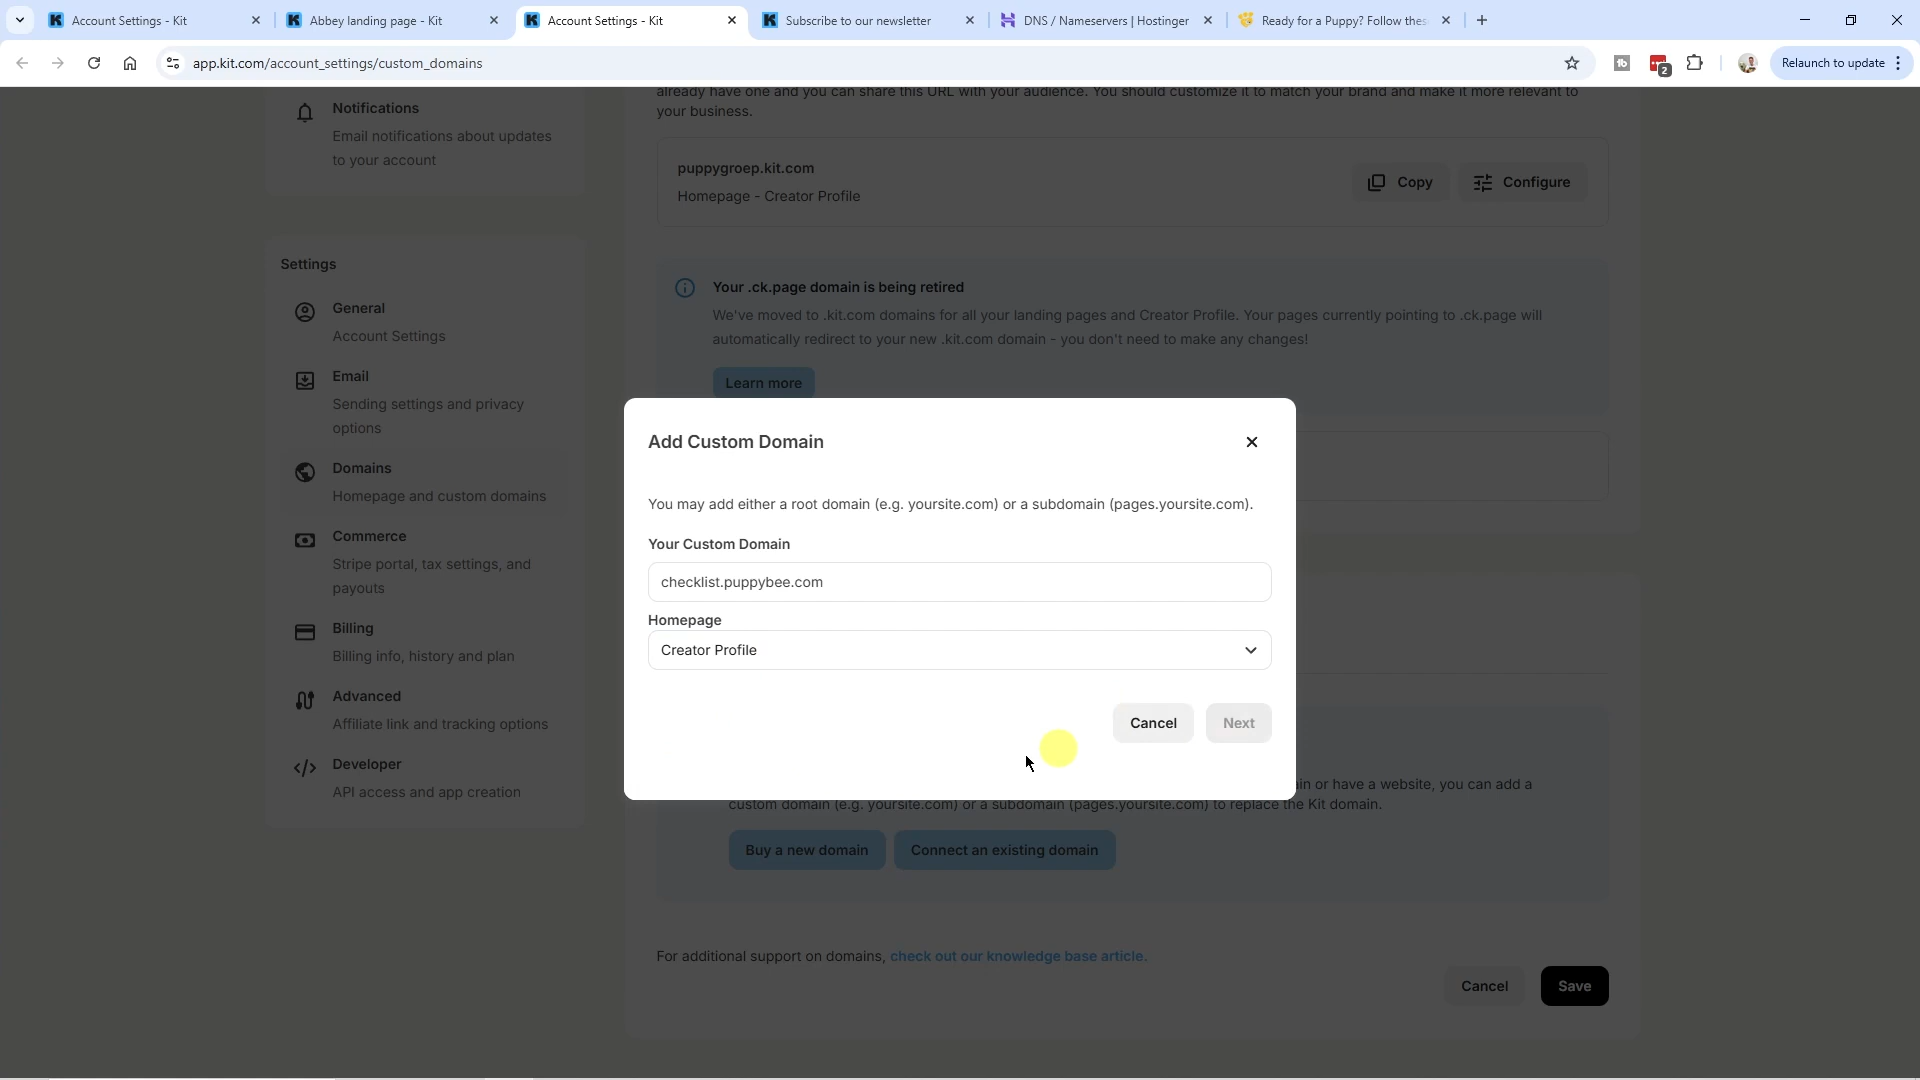 Account Settings - Kit
Abbey landing page - Kit
Account Settings - Kit
Subscribe to our newsletter
DNS / Nameservers | Hostinger
Ready for a Puppy? Follow thes
app.kit.com/account_settings/custom_domains
2
Relaunch to update
Notifications
Email notifications about updates
to your account
Settings
General
Account Settings
Email
Sending settings and privacy
options
Domains
Homepage and custom domains
Commerce
Stripe portal, tax settings, and
payouts
Billing
Billing info, history and plan
Advanced
Affiliate link and tracking options
Developer
API access and app creation
already have one and you can share this URL with your audience. You should customize it to match your brand and make it more relevant to
your business.
puppygroep.kit.com
Homepage - Creator Profile
Copy
Configure
Your .ck.page domain is being retired
We've moved to .kit.com domains for all your landing pages and Creator Profile. Your pages currently pointing to .ck.page will
automatically redirect to your new .kit.com domain - you don't need to make any changes!
Learn more
Add Custom Domain
You may add either a root domain (e.g. yoursite.com) or a subdomain (pages.yoursite.com).
Your Custom Domain
checklist.puppybee.com
Homepage
Creator Profile
Cancel
Next
in or have a website, you can add a
custom domain (e.g. yoursite.com) or a subdomain (pages.yoursite.com) to replace the Kit domain.
Buy a new domain
Connect an existing domain
For additional support on domains, check out our knowledge base article.
Cancel
Save